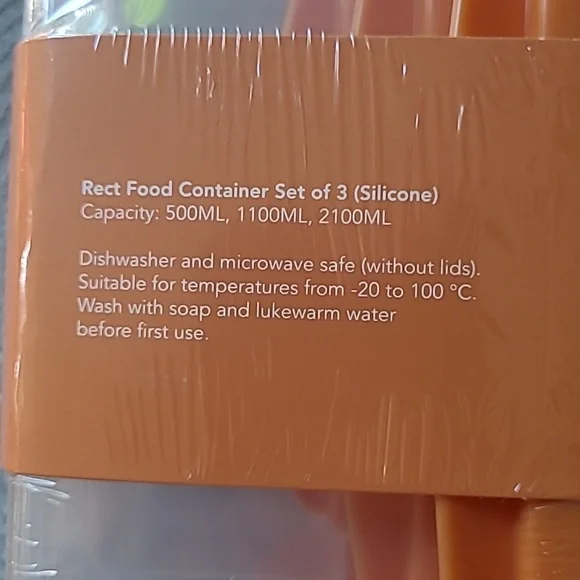 Rect Food Container Set of 3 (Silicone)
Capacity: 500ML, 1100ML, 2100ML
Dishwasher and microwave safe (without lids).
Suitable for temperatures from -20 to 100 °C.
Wash with soap and lukewarm water
before first use.